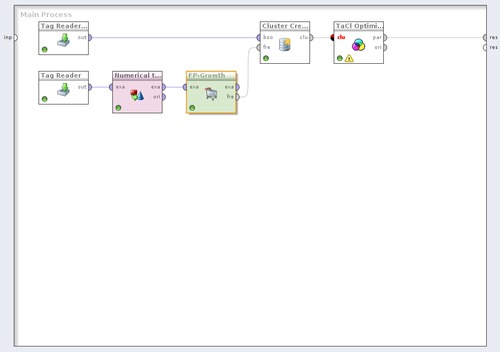 Main Process
Tag Reader...
out
Cluster Cre...
boo
clu
fre
TaCl Optimi...
clu
par
ori
inp
res
res
Tag Reader
out
Numerical t...
exa
exa
ori
FP-Growth
exa
exa
fre